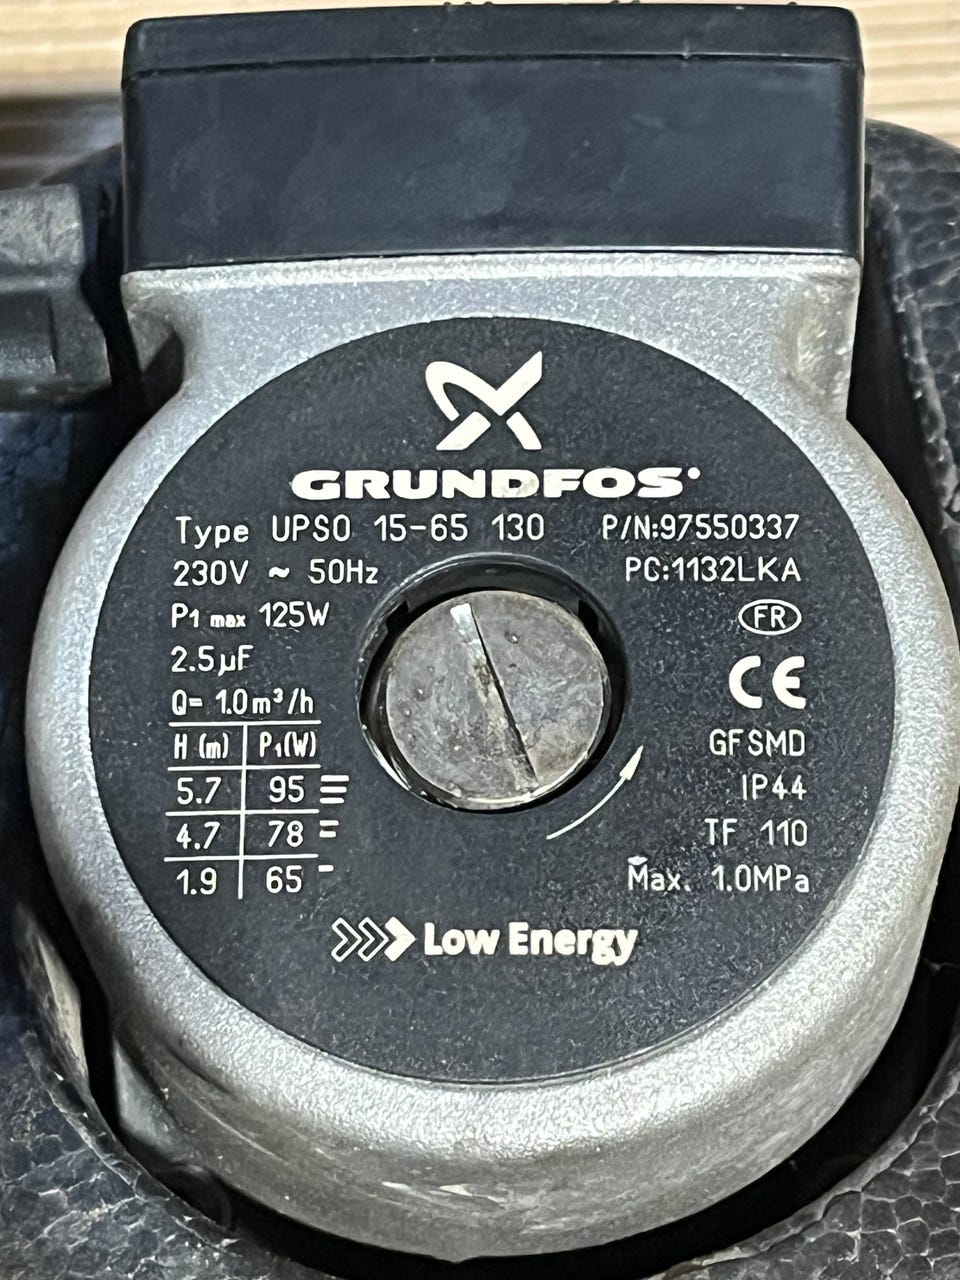 GRUNDFOS
Type UPSO 15-65 130 P/N:97550337
230V ~ 50Hz PC:1132LKA
P1 max 125W FR
2.5µF CE
Q= 1.0m³/h
H (m) P1(W) GFSMD
5.7 95 IP44
4.7 78 TF 110
1.9 65 Max. 1.0MPa
Low Energy